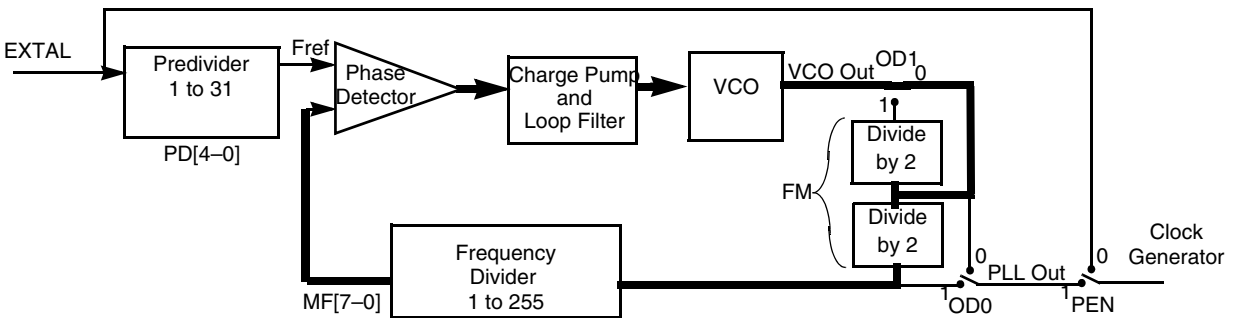 EXTAL
Predivider
1 to 31
PD[4–0]
Fref
Phase
Detector
Charge Pump
and
Loop Filter
VCO
VCO Out
OD1
0
1
Divide
by 2
FM
Divide
by 2
Frequency
Divider
1 to 255
MF[7–0]
0
1
OD0
PLL Out
0
1
PEN
Clock
Generator